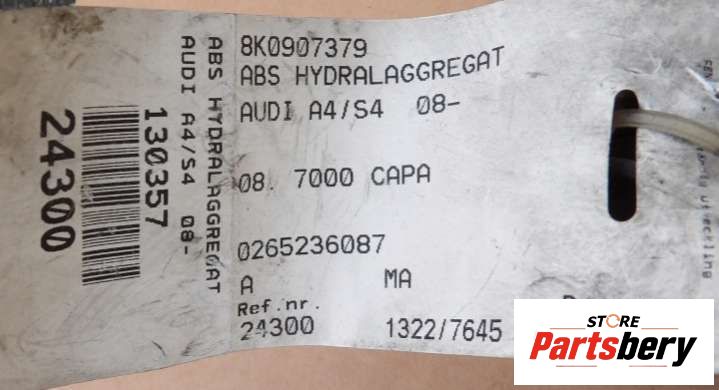 8K0907379
ABS HYDRALAGGREGAT
AUDI A4/S4 08-
08. 7000 CAPA
0265236087
A MA
Ref.nr.
24300 1322/7645
ABS HYDRALAGGREGAT
AUDI A4/S4 08-
130357
24300
STORE
Partsbery